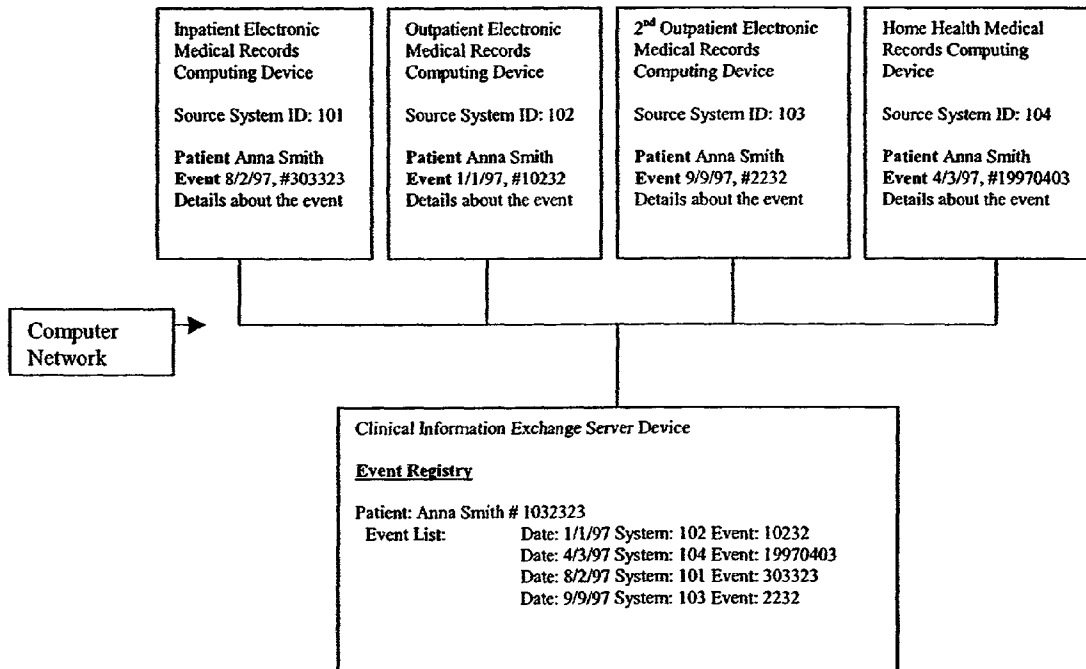 Inpatient Electronic
Medical Records
Computing Device
Source System ID: 101
Patient Anna Smith
Event 8/2/97, #303323
Details about the event
Outpatient Electronic
Medical Records
Computing Device
Source System ID: 102
Patient Anna Smith
Event 1/1/97, #10232
Details about the event
2nd Outpatient Electronic
Medical Records
Computing Device
Source System ID: 103
Patient Anna Smith
Event 9/9/97, #2232
Details about the event
Home Health Medical
Records Computing
Device
Source System ID: 104
Patient Anna Smith
Event 4/3/97, #19970403
Details about the event
Computer
Network
Clinical Information Exchange Server Device
Event Registry
Patient: Anna Smith # 1032323
Event List: Date: 1/1/97 System: 102 Event: 10232
Date: 4/3/97 System: 104 Event: 19970403
Date: 8/2/97 System: 101 Event: 303323
Date: 9/9/97 System: 103 Event: 2232